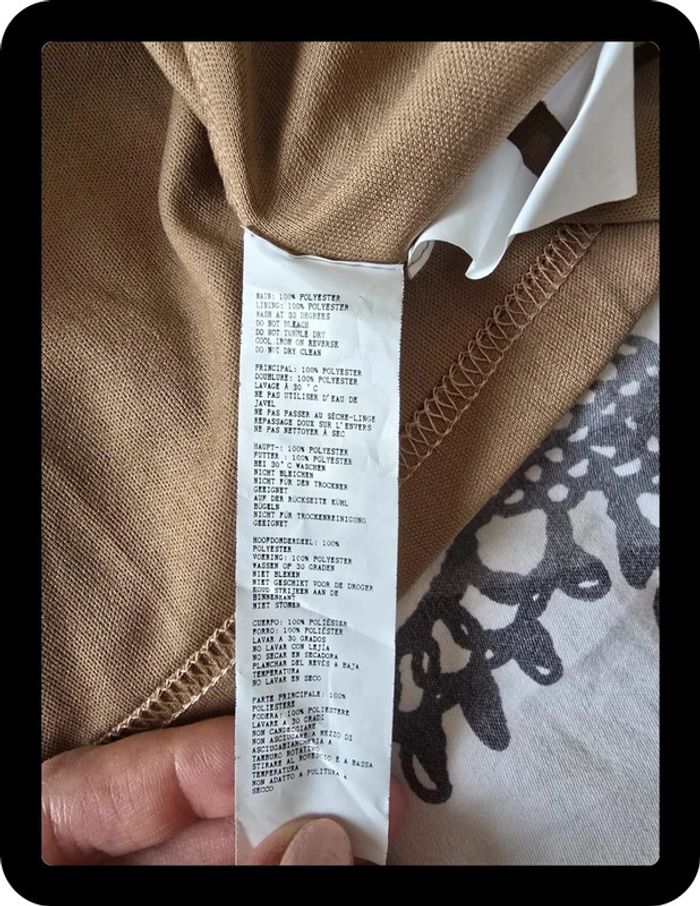 MAIN: 100% POLYESTER
LINING: 100% POLYESTER
WASH AT 30 DEGREES
DO NOT BLEACH
DO NOT TUMBLE DRY
COOL IRON ON REVERSE
DO NOT DRY CLEAN
PRINCIPAL: 100% POLYESTER
DOUBLURE: 100% POLYESTER
LAVAGE À 30 °C
NE PAS UTILISER D'EAU DE
JAVEL
NE PAS PASSER AU SÈCHE-LINGE
REPASSAGE DOUX SUR L'ENVERS
NE PAS NETTOYER À SEC
HAUPT-: 100% POLYESTER
FUTTER : 100% POLYESTER
BEI 30°C WASCHEN
NICHT BLEICHEN
NICHT FÜR DEN TROCKNER
GEEIGNET
AUF DER RÜCKSEITE KÜHL
BÜGELN
NICHT FÜR TROCKENREINIGUNG
GEEIGNET
HOOFDONDERDEEL: 100%
POLYESTER
VOERING: 100% POLYESTER
WASSEN OP 30 GRADEN
NIET BLEKEN
NIET GESCHIKT VOOR DE DROGER
KOUD STRIJKEN AAN DE
BINNENKANT
NIET STOMEN
CUERPO: 100% POLIÉSTER
FORRO: 100% POLIÉSTER
LAVAR A 30 GRADOS
NO LAVAR CON LEJÍA
NO SECAR EN SECADORA
PLANCHAR DEL REVÉS A BAJA
TEMPERATURA
NO LAVAR EN SECO
PARTE PRINCIPALE: 100%
POLIESTERE
FODERA: 100% POLIESTERE
LAVARE A 30 GRADI
NON CANDEGGIARE
NON ASCIUGARE A MEZZO DI
ASCIUGABIANCHERIA A
TAMBURO ROTATIVO
STIRARE AL ROVESCIO E A BASSA
TEMPERATURA
NON ADATTO A PULITURA A
SECCO